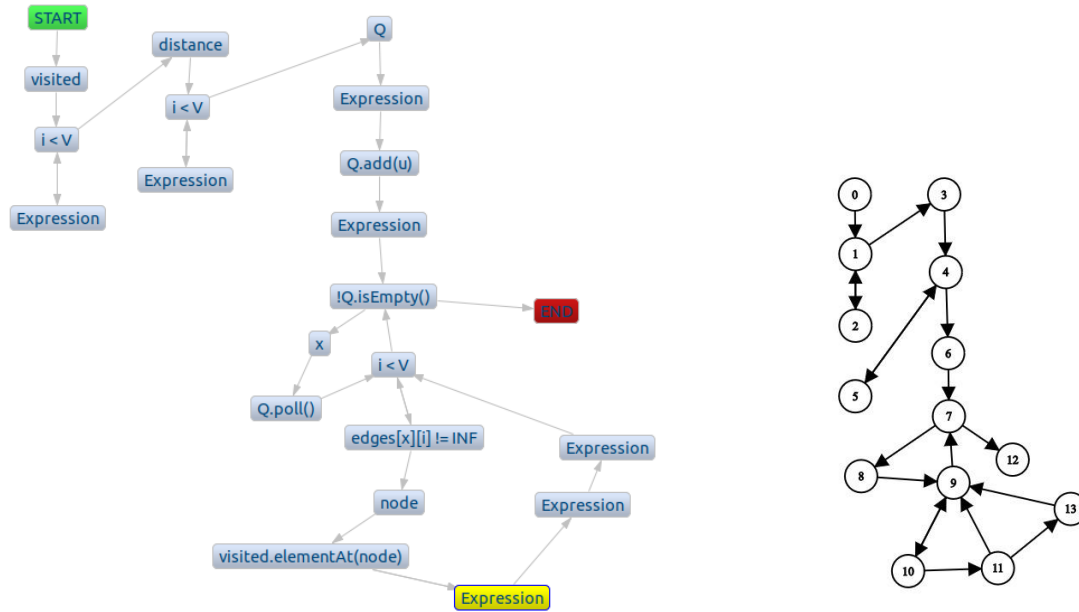 START
visited
i < V
Expression
distance
i < V
Expression
Q
Expression
Q.add(u)
Expression
!Q.isEmpty()
END
x
i < V
Q.poll()
edges[x][i] != INF
Expression
node
Expression
visited.elementAt(node)
Expression
0
3
1
4
2
6
5
7
12
8
9
13
10
11